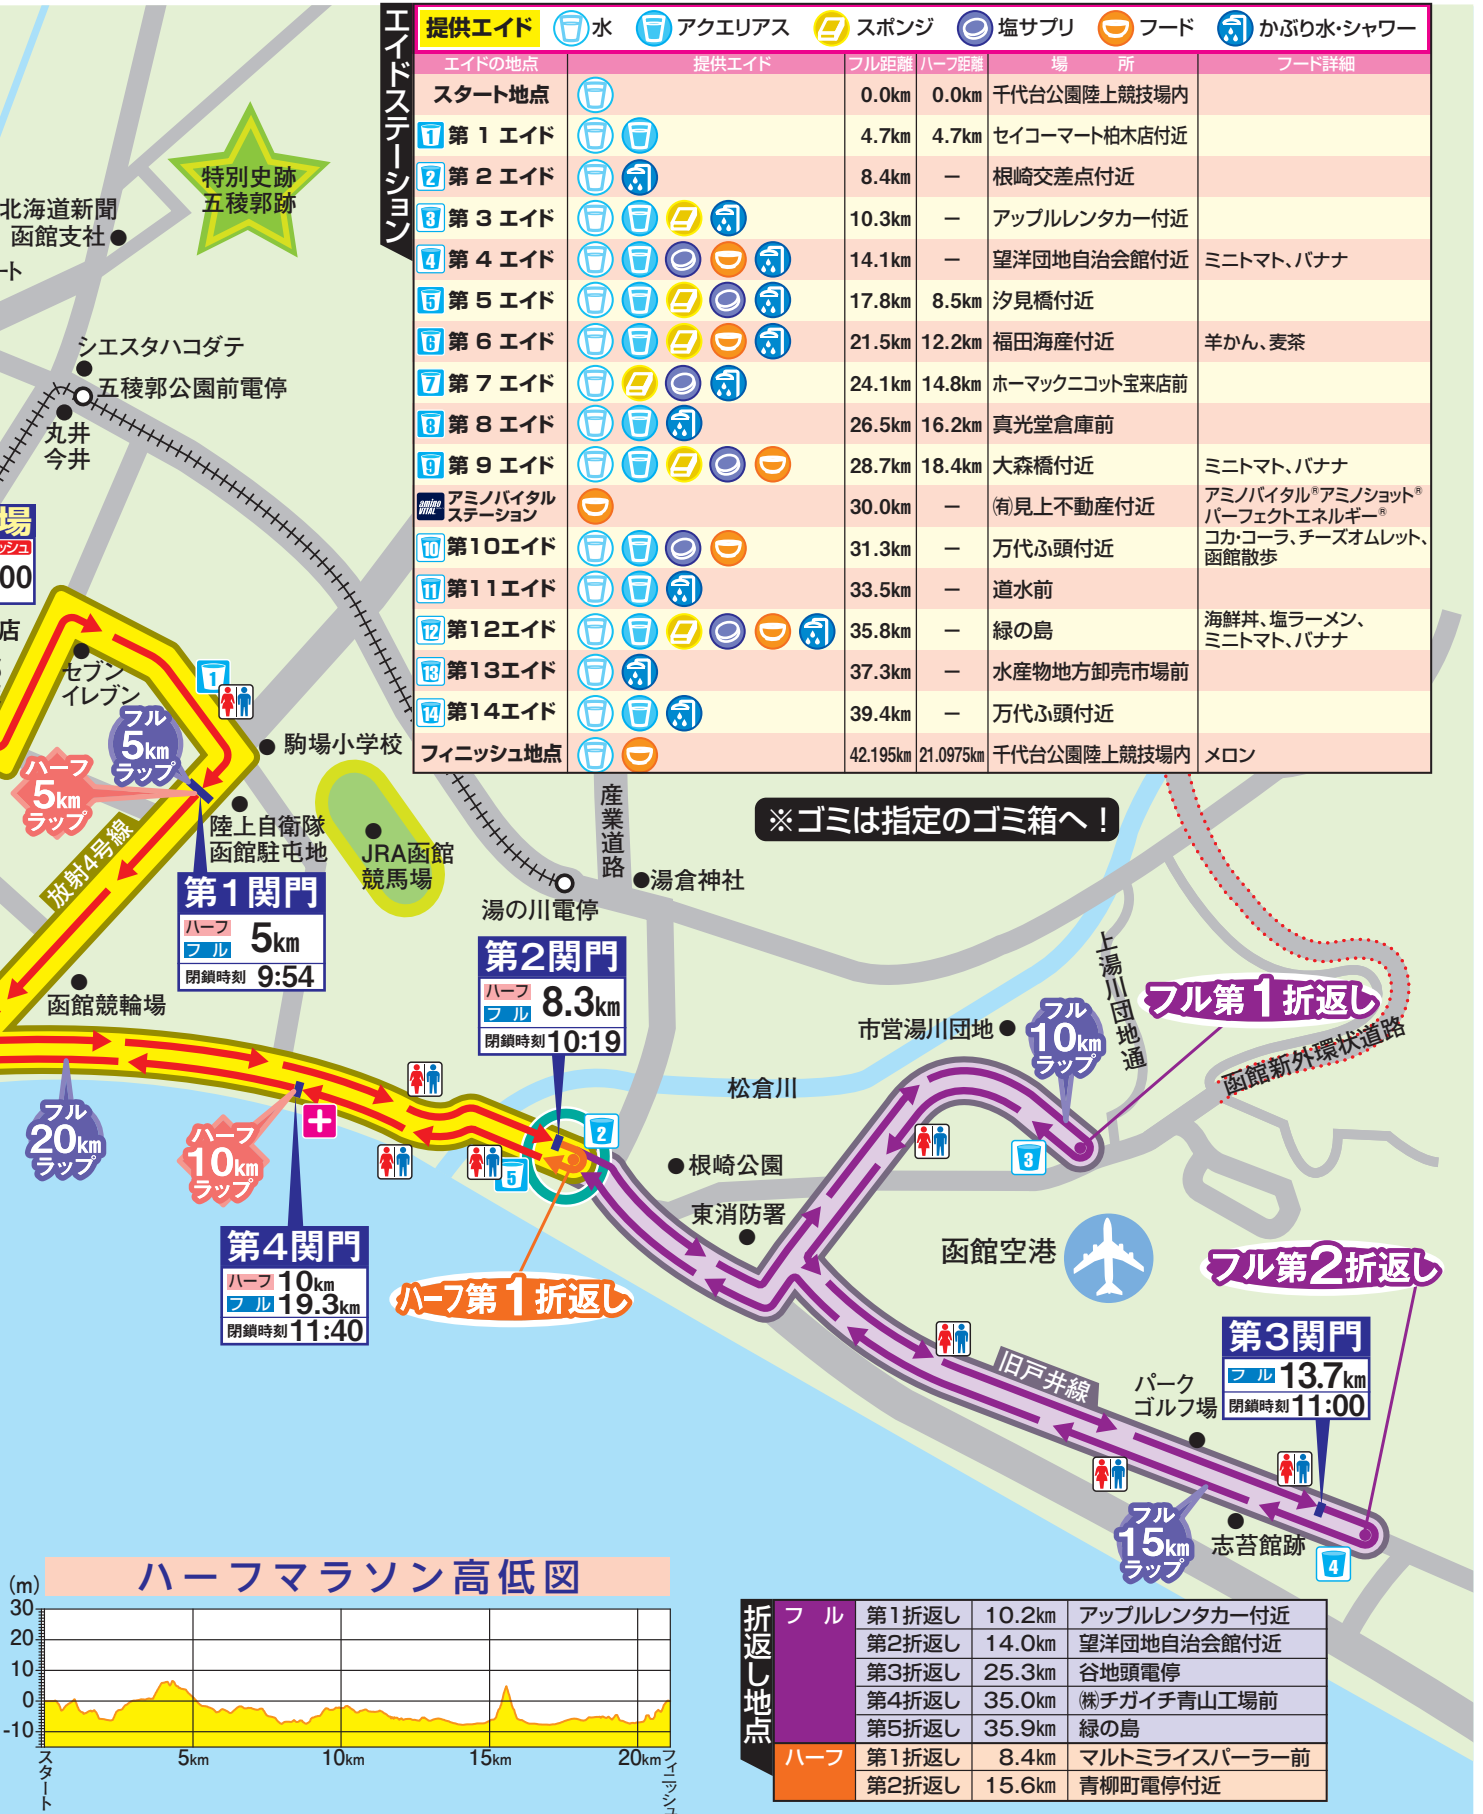 エイドステーション
提供エイド 水 アクエリアス スポンジ 塩サプリ フード かぶり水・シャワー
エイドの地点 提供エイド フル距離 ハーフ距離 場 所 フード詳細
スタート地点 0.0km 0.0km 千代台公園陸上競技場内
1 第1エイド 4.7km 4.7km セイコーマート柏木店付近
2 第2エイド 8.4km － 根崎交差点付近
3 第3エイド 10.3km － アップルレンタカー付近
4 第4エイド 14.1km － 望洋団地自治会館付近 ミニトマト、バナナ
5 第5エイド 17.8km 8.5km 汐見橋付近
6 第6エイド 21.5km 12.2km 福田海産付近 羊かん、麦茶
7 第7エイド 24.1km 14.8km ホーマックニコット宝来店前
8 第8エイド 26.5km 16.2km 真光堂倉庫前
9 第9エイド 28.7km 18.4km 大森橋付近 ミニトマト、バナナ
amino VITAL アミノバイタルステーション 30.0km － ㈲見上不動産付近 アミノバイタル®アミノショット®
パーフェクトエネルギー®
10 第10エイド 31.3km － 万代ふ頭付近 コカ・コーラ、チーズオムレット、
函館散歩
11 第11エイド 33.5km － 道水前
12 第12エイド 35.8km － 緑の島 海鮮丼、塩ラーメン、
ミニトマト、バナナ
13 第13エイド 37.3km － 水産物地方卸売市場前
14 第14エイド 39.4km － 万代ふ頭付近
フィニッシュ地点 42.195km 21.0975km 千代台公園陸上競技場内 メロン
※ゴミは指定のゴミ箱へ！
特別史跡
五稜郭跡
北海道新聞
函館支社
ート
シエスタハコダテ
五稜郭公園前電停
丸井
今井
場
ッシュ
00
店
セブン
イレブン
1
フル
5km
ラップ
ハーフ
5km
ラップ
駒場小学校
陸上自衛隊
函館駐屯地
JRA函館
競馬場
放射4号線
第1関門
ハーフ
フル
5km
閉鎖時刻 9:54
函館競輪場
産業道路
湯倉神社
湯の川電停
第2関門
ハーフ
フル
8.3km
閉鎖時刻 10:19
上湯川団地通
フル第1折返し
市営湯川団地
フル
10km
ラップ
函館新外環状道路
松倉川
フル
20km
ラップ
ハーフ
10km
ラップ
2
5
3
根崎公園
東消防署
第4関門
ハーフ 10km
フル 19.3km
閉鎖時刻 11:40
ハーフ第1折返し
函館空港
フル第2折返し
第3関門
フル 13.7km
閉鎖時刻 11:00
旧戸井線
パーク
ゴルフ場
フル
15km
ラップ
志苔館跡
4
ハーフマラソン高低図
(m)
30
20
10
0
-10
スタート
5km
10km
15km
20km
フィニッシュ
折返し地点
フル 第1折返し 10.2km アップルレンタカー付近
第2折返し 14.0km 望洋団地自治会館付近
第3折返し 25.3km 谷地頭電停
第4折返し 35.0km ㈱チガイチ青山工場前
第5折返し 35.9km 緑の島
ハーフ 第1折返し 8.4km マルトミライスパーラー前
第2折返し 15.6km 青柳町電停付近